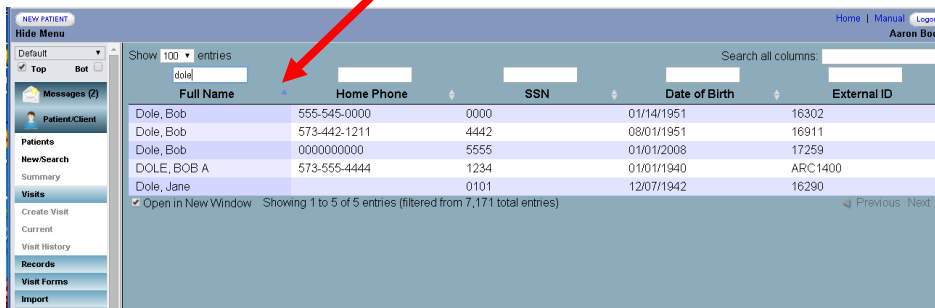 NEW PATIENT Home | Manual
Hide Menu Aaron
Default
Top Bot
Messages (2)
Patient/Client
Patients
New/Search
Summary
Visits
Create Visit
Current
Visit History
Records
Visit Forms
Import
Show 100 entries Search all columns:
dole
Full Name Home Phone SSN Date of Birth External ID
Dole, Bob 555-545-0000 0000 01/14/1951 16302
Dole, Bob 573-442-1211 4442 08/01/1951 16911
Dole, Bob 0000000000 5555 01/01/2008 17259
DOLE, BOB A 573-555-4444 1234 01/01/1940 ARC1400
Dole, Jane 0101 12/07/1942 16290
Open in New Window Showing 1 to 5 of 5 entries (filtered from 7,171 total entries) Previous Next